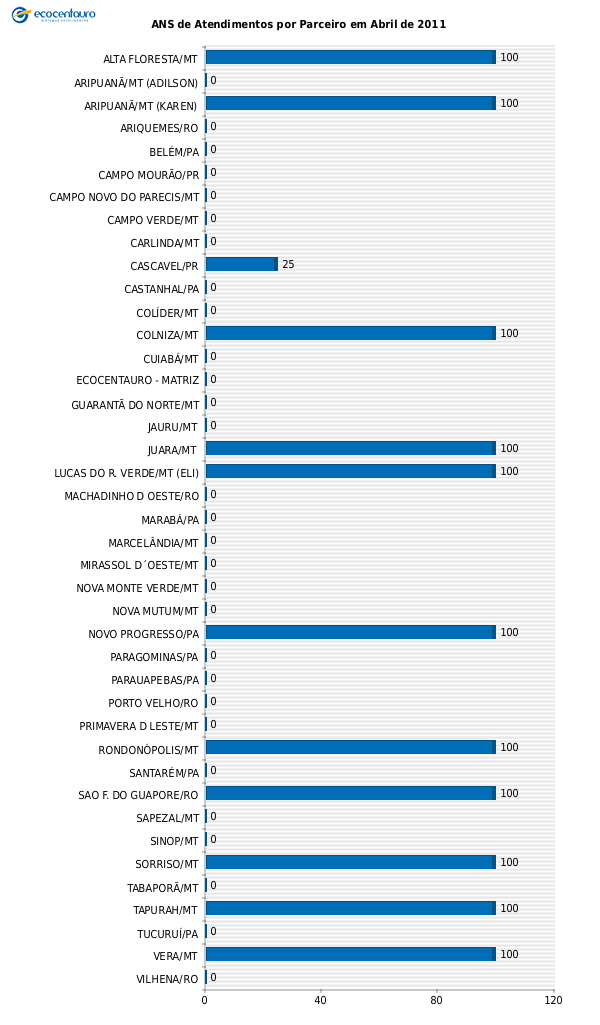 ecocentauro
ANS de Atendimentos por Parceiro em Abril de 2011
ALTA FLORESTA/MT 100
ARIPUANÃ/MT (ADILSON) 0
ARIPUANÃ/MT (KAREN) 100
ARIQUEMES/RO 0
BELÉM/PA 0
CAMPO MOURÃO/PR 0
CAMPO NOVO DO PARECIS/MT 0
CAMPO VERDE/MT 0
CARLINDA/MT 0
CASCAVEL/PR 25
CASTANHAL/PA 0
COLÍDER/MT 0
COLNIZA/MT 100
CUIABÁ/MT 0
ECOCENTAURO - MATRIZ 0
GUARANTÃ DO NORTE/MT 0
JAURU/MT 0
JUARA/MT 100
LUCAS DO R. VERDE/MT (ELI) 100
MACHADINHO D OESTE/RO 0
MARABÁ/PA 0
MARCELÂNDIA/MT 0
MIRASSOL D´OESTE/MT 0
NOVA MONTE VERDE/MT 0
NOVA MUTUM/MT 0
NOVO PROGRESSO/PA 100
PARAGOMINAS/PA 0
PARAUAPEBAS/PA 0
PORTO VELHO/RO 0
PRIMAVERA D LESTE/MT 0
RONDONÓPOLIS/MT 100
SANTARÉM/PA 0
SAO F. DO GUAPORE/RO 100
SAPEZAL/MT 0
SINOP/MT 0
SORRISO/MT 100
TABAPORÃ/MT 0
TAPURAH/MT 100
TUCURUÍ/PA 0
VERA/MT 100
VILHENA/RO 0
0 40 80 120